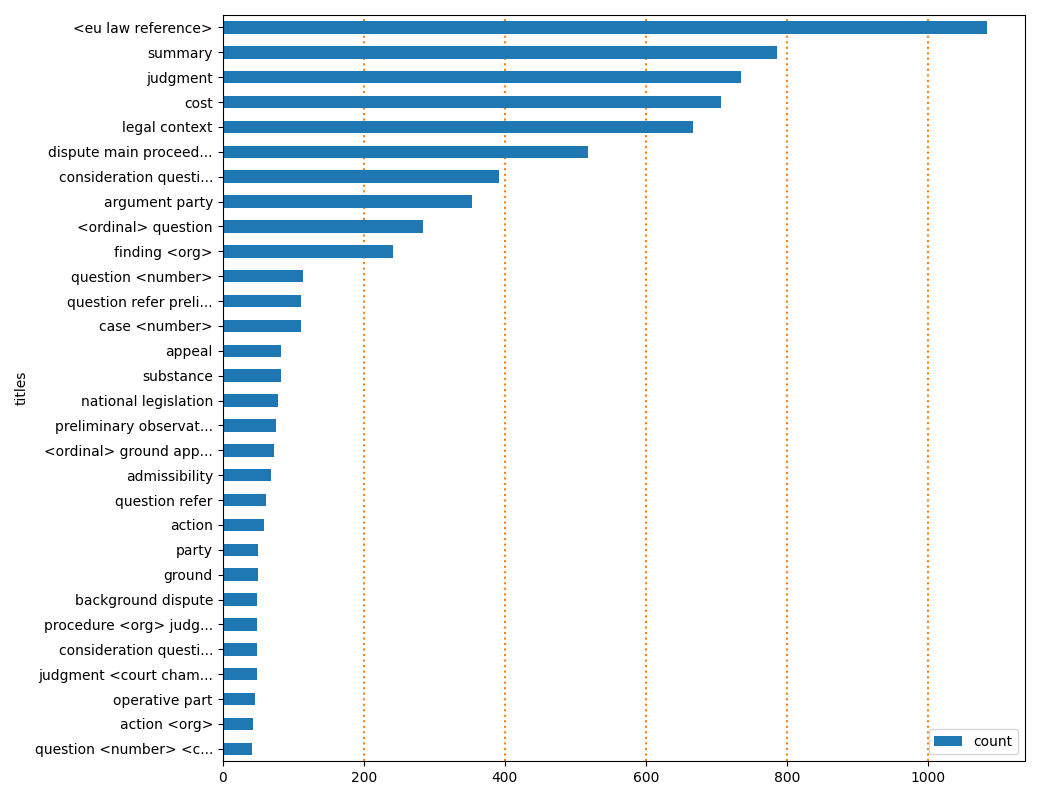 <eu law reference>
summary
judgment
cost
legal context
dispute main proceed...
consideration questi...
argument party
<ordinal> question
finding <org>
question <number>
question refer preli...
case <number>
appeal
substance
national legislation
preliminary observat...
<ordinal> ground app...
admissibility
question refer
action
party
ground
background dispute
procedure <org> judg...
consideration questi...
judgment <court cham...
operative part
action <org>
question <number> <c...
titles
count
0 200 400 600 800 1000